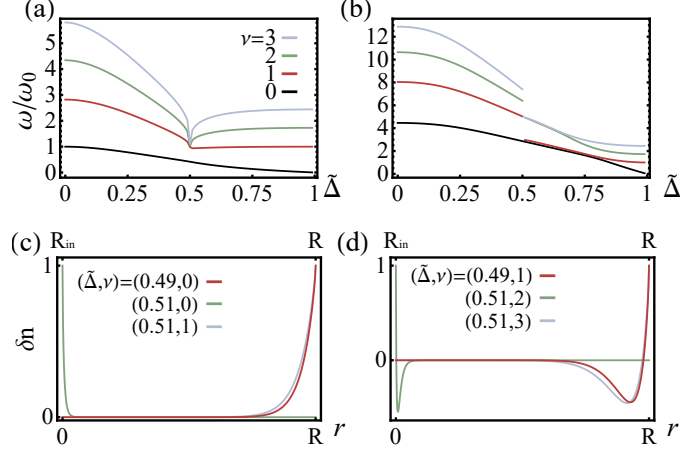 (a) (b)
ω/ω₀
5
4
3
2
1
0
ν=3
2
1
0
0 0.25 0.5 0.75 1 Δ̃
12
10
8
6
4
2
0
0 0.25 0.5 0.75 1 Δ̃
(c) R_in R
δn
1
0
(Δ̃,ν)=(0.49,0)
(0.51,0)
(0.51,1)
0 R r
(d) R_in R
0
(Δ̃,ν)=(0.49,1)
(0.51,2)
(0.51,3)
0 R r